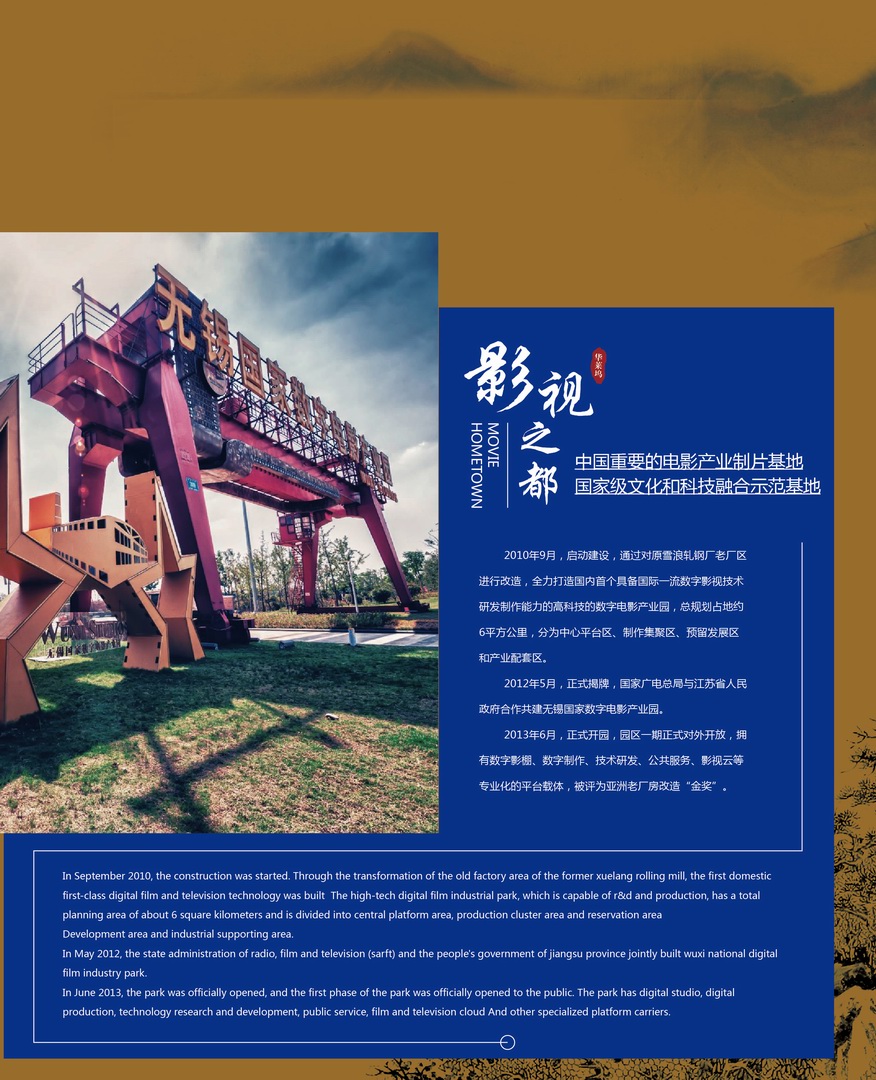 无锡国家数字电影产业园
Wu
影视之都
华莱坞
MOVIE
HOMETOWN
中国重要的电影产业制片基地
国家级文化和科技融合示范基地
2010年9月，启动建设，通过对原雪浪轧钢厂老厂区
进行改造，全力打造国内首个具备国际一流数字影视技术
研发制作能力的高科技的数字电影产业园，总规划占地约
6平方公里，分为中心平台区、制作集聚区、预留发展区
和产业配套区。
2012年5月，正式揭牌，国家广电总局与江苏省人民
政府合作共建无锡国家数字电影产业园。
2013年6月，正式开园，园区一期正式对外开放，拥
有数字影棚、数字制作、技术研发、公共服务、影视云等
专业化的平台载体，被评为亚洲老厂房改造“金奖”。
In September 2010, the construction was started. Through the transformation of the old factory area of the former xuelang rolling mill, the first domestic
first-class digital film and television technology was built  The high-tech digital film industrial park, which is capable of r&d and production, has a total
planning area of about 6 square kilometers and is divided into central platform area, production cluster area and reservation area
Development area and industrial supporting area.
In May 2012, the state administration of radio, film and television (sarft) and the people's government of jiangsu province jointly built wuxi national digital
film industry park.
In June 2013, the park was officially opened, and the first phase of the park was officially opened to the public. The park has digital studio, digital
production, technology research and development, public service, film and television cloud And other specialized platform carriers.